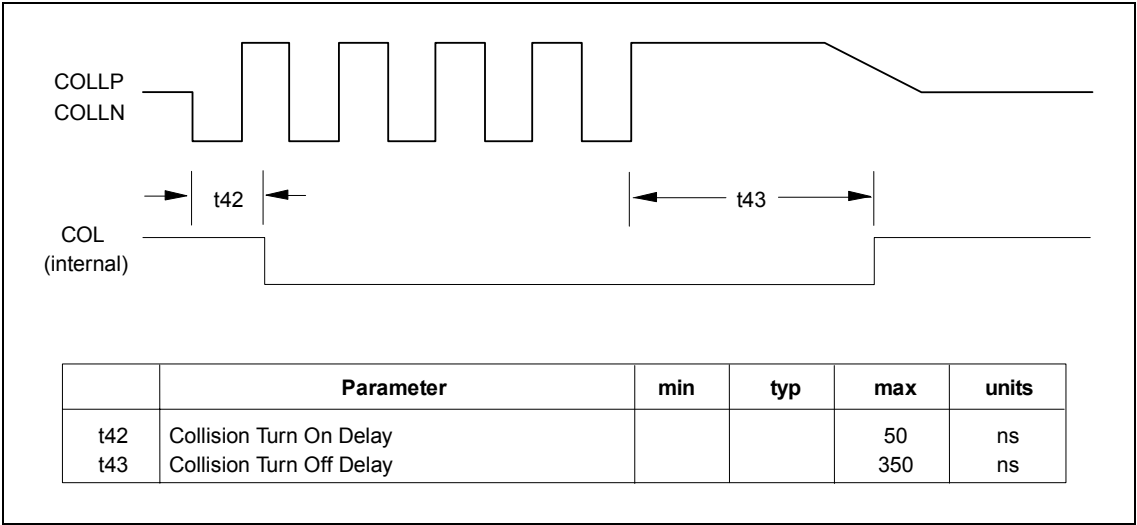 COLLP
COLLN
t42
t43
COL
(internal)
Parameter min typ max units
t42 Collision Turn On Delay 50 ns
t43 Collision Turn Off Delay 350 ns